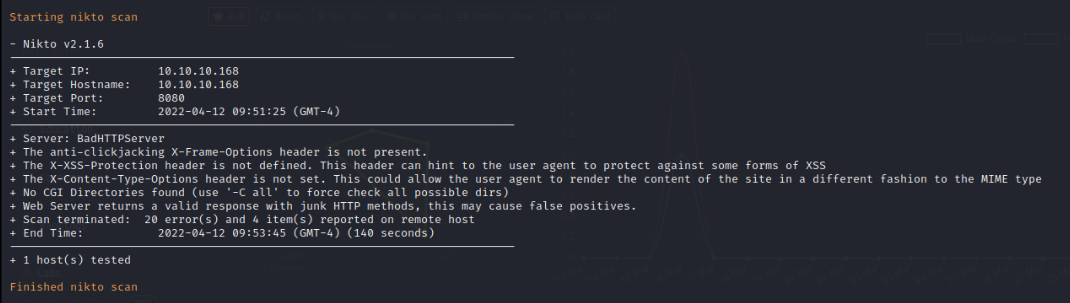 Starting nikto scan
- Nikto v2.1.6
+ Target IP: 10.10.10.168
+ Target Hostname: 10.10.10.168
+ Target Port: 8080
+ Start Time: 2022-04-12 09:51:25 (GMT-4)
+ Server: BadHTTPServer
+ The anti-clickjacking X-Frame-Options header is not present.
+ The X-XSS-Protection header is not defined. This header can hint to the user agent to protect against some forms of XSS
+ The X-Content-Type-Options header is not set. This could allow the user agent to render the content of the site in a different fashion to the MIME type
+ No CGI Directories found (use '-C all' to force check all possible dirs)
+ Web Server returns a valid response with junk HTTP methods, this may cause false positives.
+ Scan terminated: 20 error(s) and 4 item(s) reported on remote host
+ End Time: 2022-04-12 09:53:45 (GMT-4) (140 seconds)
+ 1 host(s) tested
Finished nikto scan